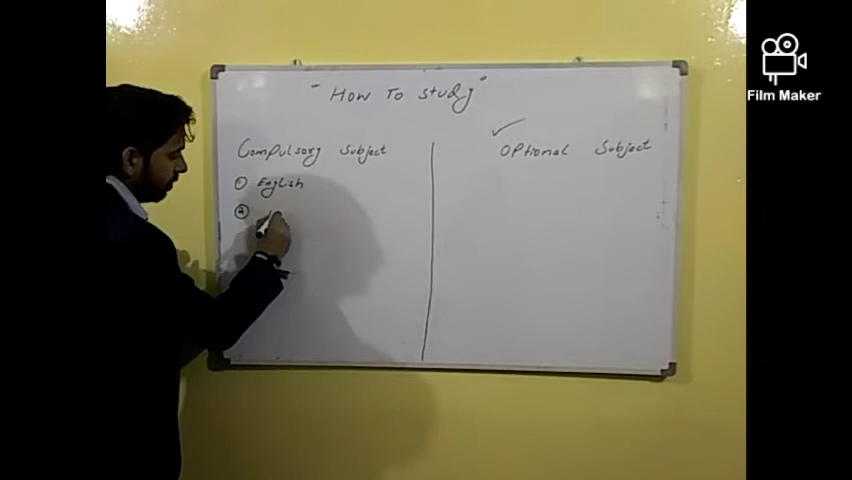 "How To study"
Compulsory Subject
Optional Subject
① English
②
Film Maker